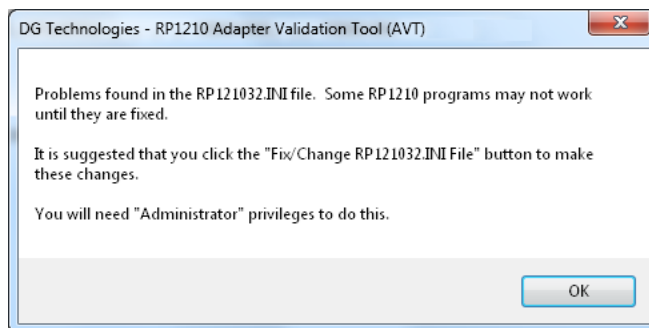 DG Technologies - RP1210 Adapter Validation Tool (AVT)
Problems found in the RP121032.INI file.  Some RP1210 programs may not work
until they are fixed.
It is suggested that you click the "Fix/Change RP121032.INI File" button to make
these changes.
You will need "Administrator" privileges to do this.
OK